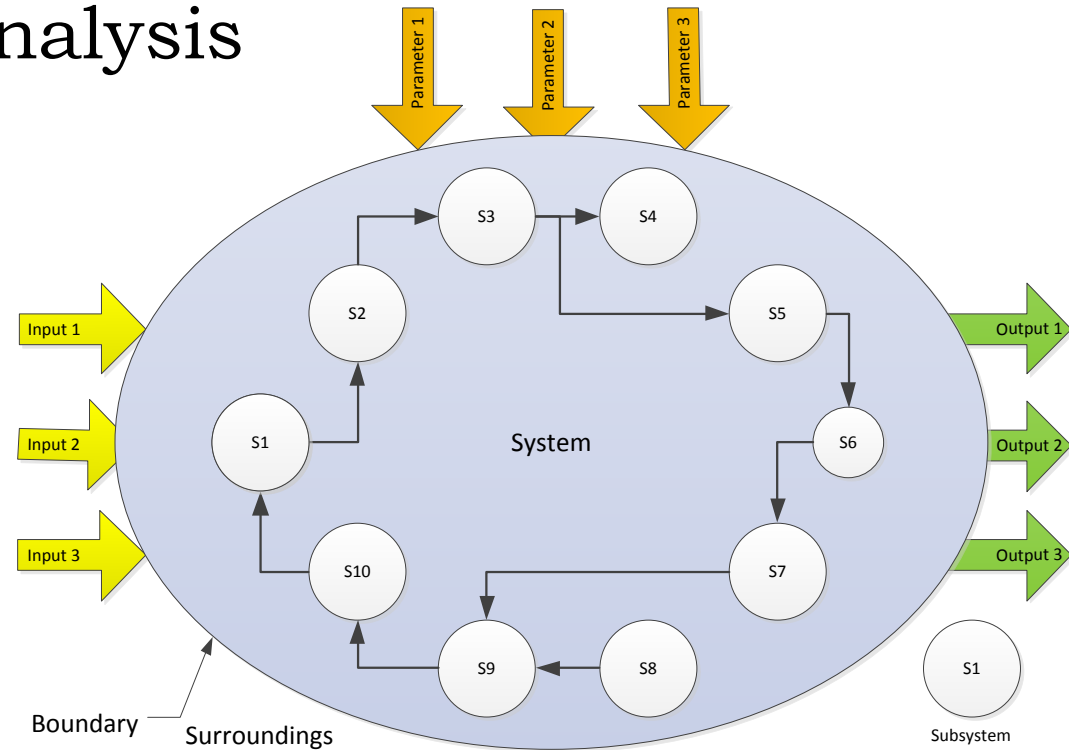 nalysis
Parameter 1
Parameter 2
Parameter 3
S3
S4
S2
S5
Input 1
Output 1
S1
System
S6
Input 2
Output 2
Input 3
Output 3
S10
S7
S9
S8
S1
Boundary
Surroundings
Subsystem